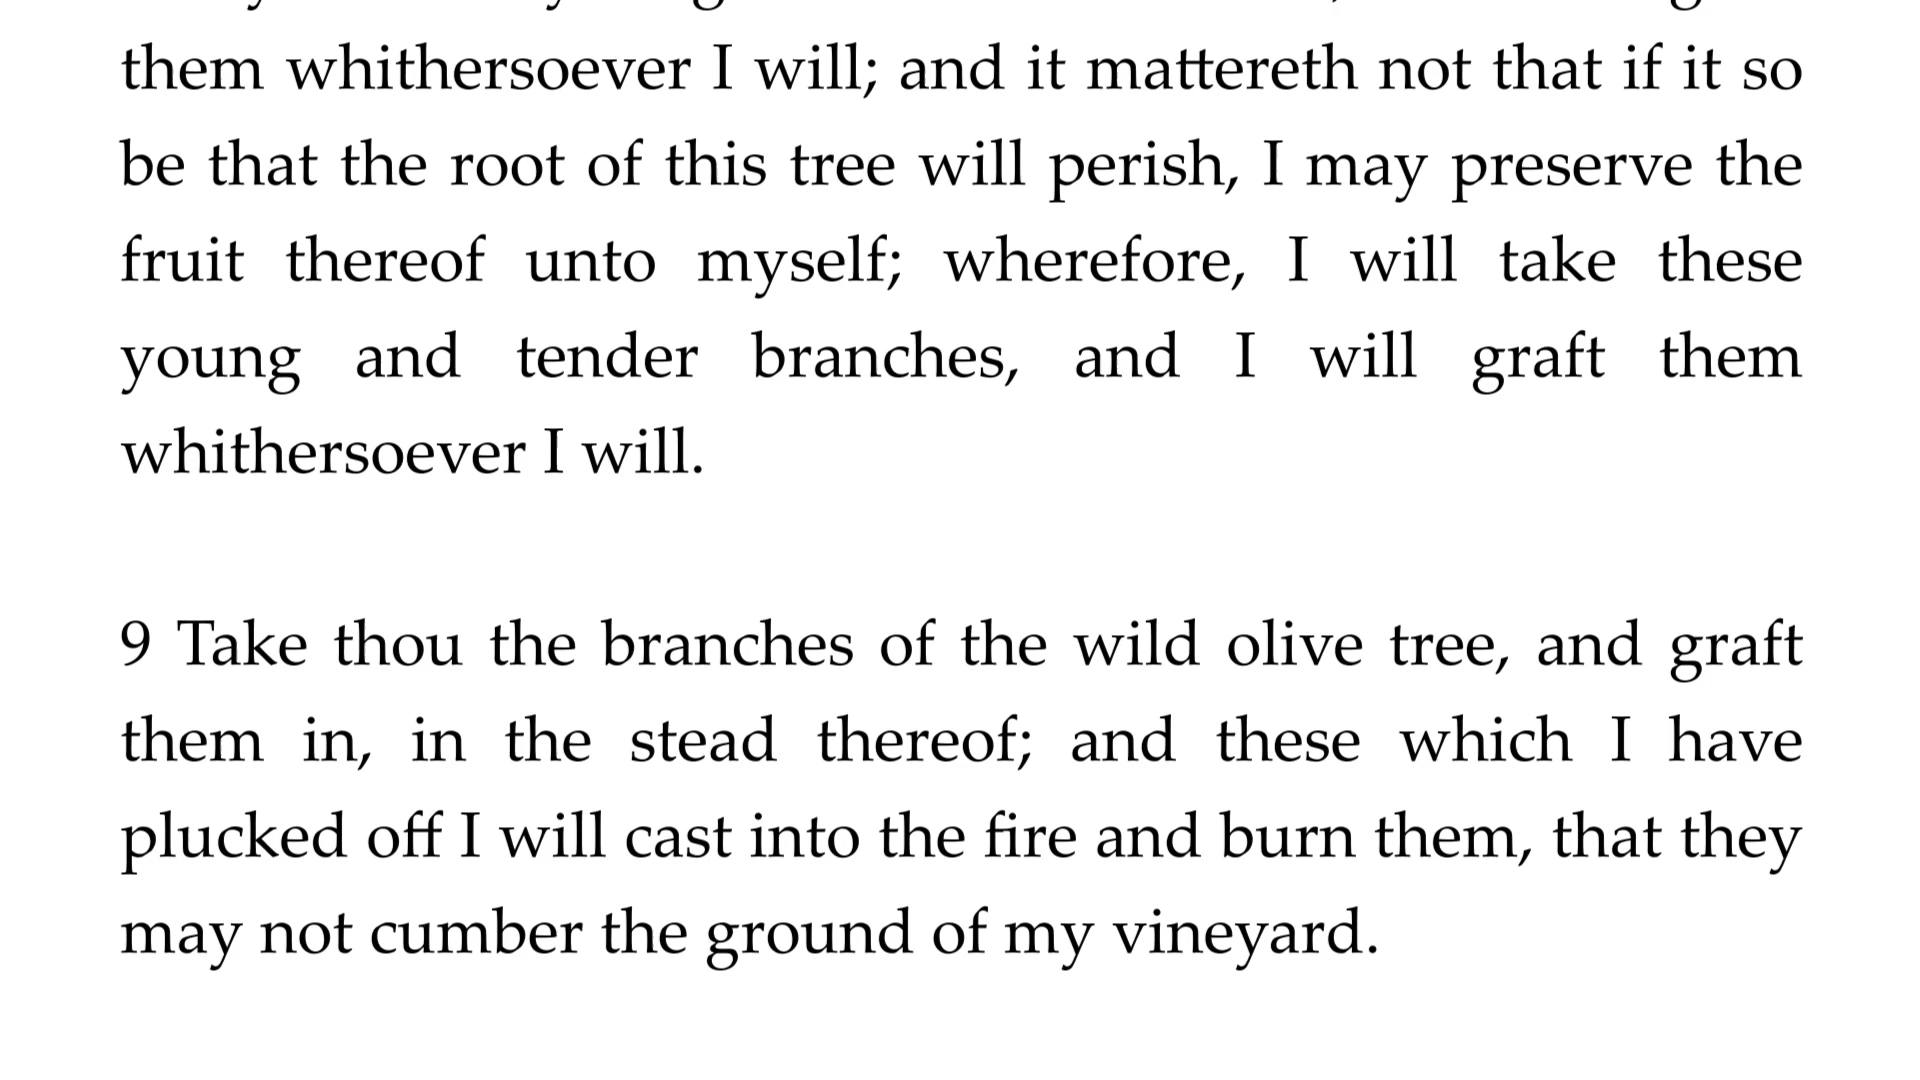 them whithersoever I will; and it mattereth not that if it so
be that the root of this tree will perish, I may preserve the
fruit thereof unto myself; wherefore, I will take these
young and tender branches, and I will graft them
whithersoever I will.
9 Take thou the branches of the wild olive tree, and graft
them in, in the stead thereof; and these which I have
plucked off I will cast into the fire and burn them, that they
may not cumber the ground of my vineyard.